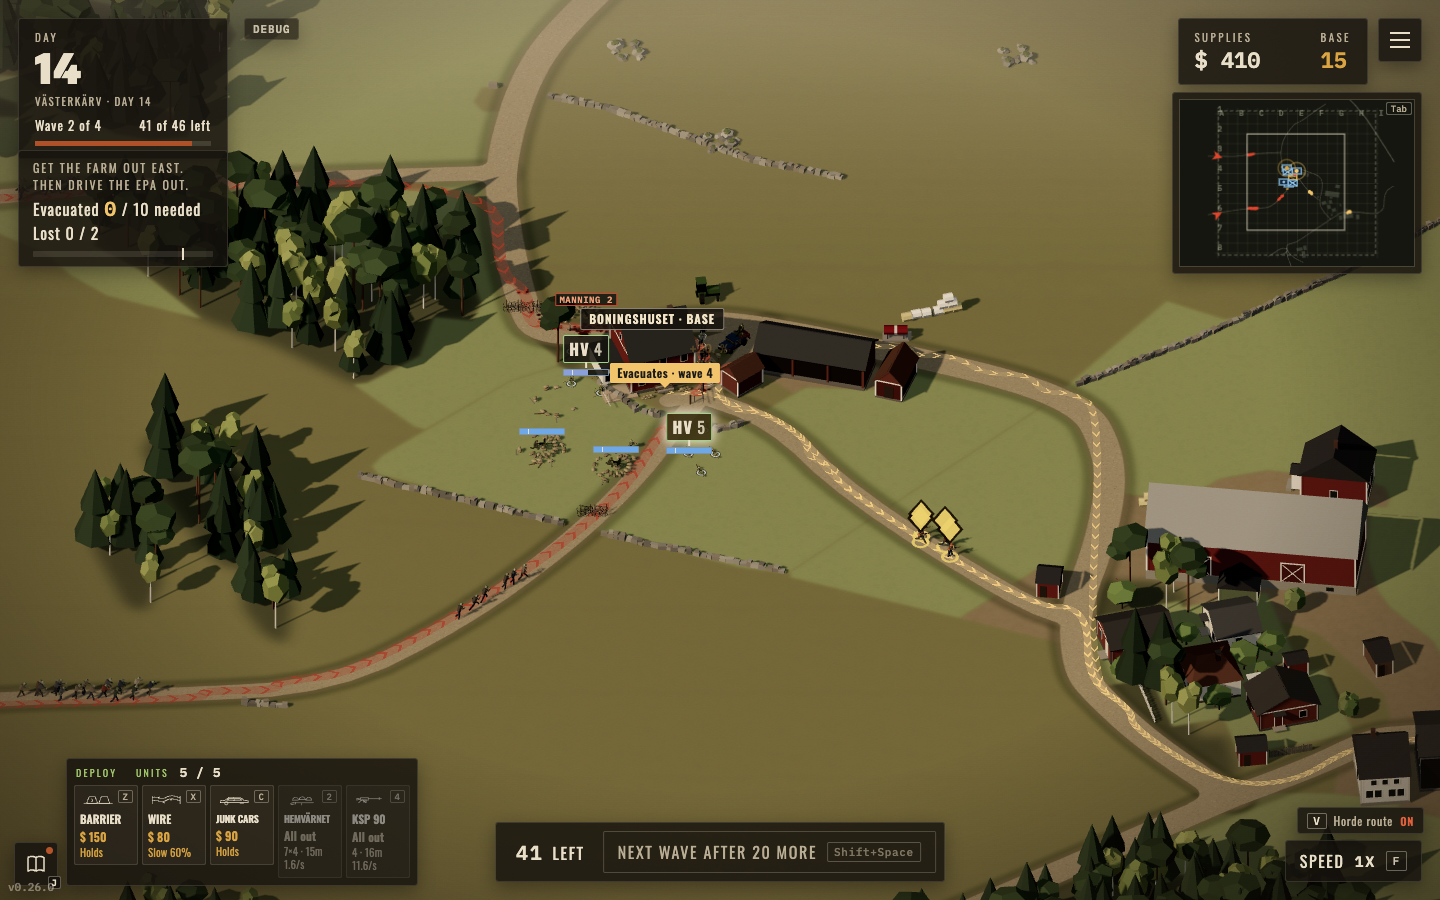 DAY
14
VÄSTERKÄRV · DAY 14
Wave 2 of 4 41 of 46 left
GET THE FARM OUT EAST.
THEN DRIVE THE EPA OUT.
Evacuated 0 / 10 needed
Lost 0 / 2
DEBUG
SUPPLIES BASE
$ 410 15
Tab
MANNING 2
BONINGSHUSET · BASE
HV 4
Evacuates · wave 4
HV 5
DEPLOY UNITS 5 / 5
Z
BARRIER
$ 150
Holds
X
WIRE
$ 80
Slow 60%
C
JUNK CARS
$ 90
Holds
2
HEMVÄRNET
All out
7×4 · 15m
1.6/s
4
KSP 90
All out
4 · 16m
11.6/s
J
v0.26.0
41 LEFT
NEXT WAVE AFTER 20 MORE Shift+Space
V Horde route ON
SPEED 1X F